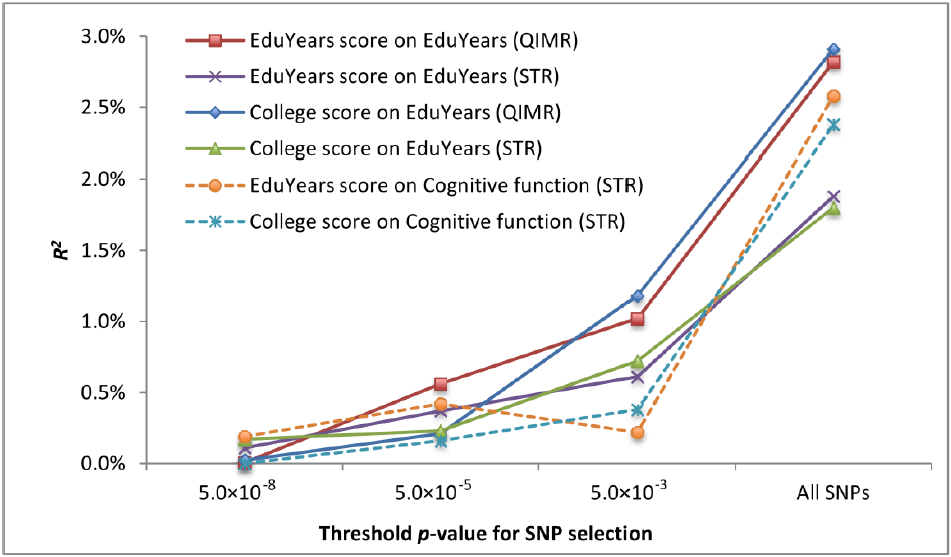 3.0%
2.5%
2.0%
1.5%
1.0%
0.5%
0.0%
R²
EduYears score on EduYears (QIMR)
EduYears score on EduYears (STR)
College score on EduYears (QIMR)
College score on EduYears (STR)
EduYears score on Cognitive function (STR)
College score on Cognitive function (STR)
5.0×10⁻⁸ 5.0×10⁻⁵ 5.0×10⁻³ All SNPs
Threshold p-value for SNP selection